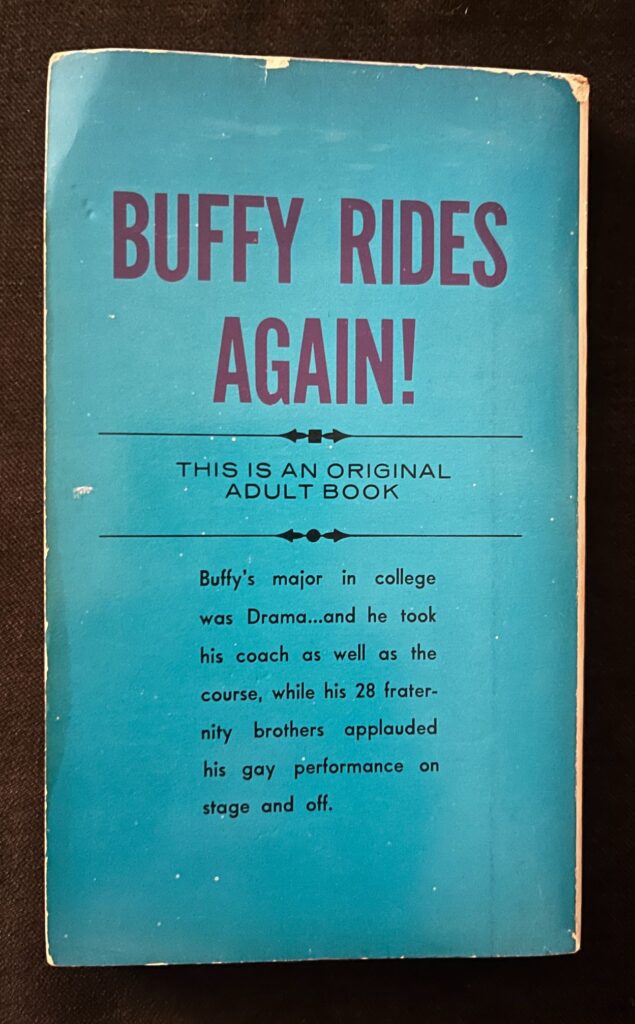 BUFFY RIDES
AGAIN!
THIS IS AN ORIGINAL
ADULT BOOK
Buffy's major in college
was Drama...and he took
his coach as well as the
course, while his 28 frater-
nity brothers applauded
his gay performance on
stage and off.